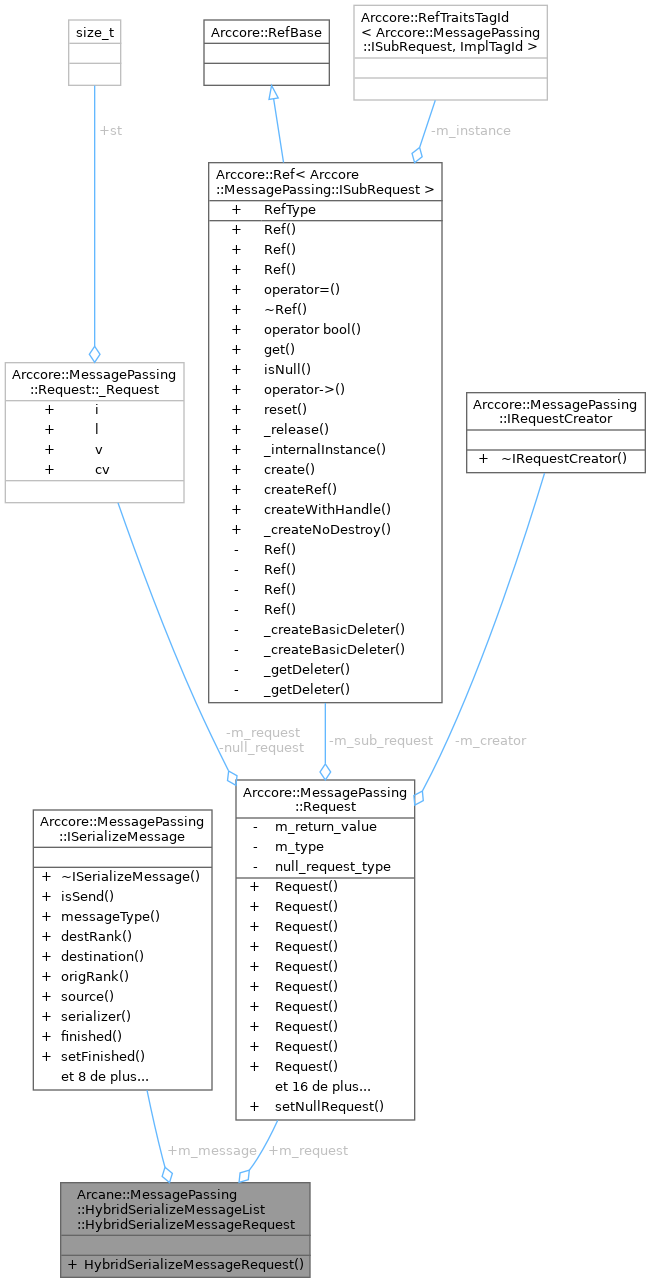 size_t
Arccore::RefBase
Arccore::RefTraitsTagId
< Arccore::MessagePassing
::ISubRequest, ImplTagId >
+st
-m_instance
Arccore::Ref< Arccore
::MessagePassing::ISubRequest >
+ RefType
+ Ref()
+ Ref()
+ Ref()
+ operator=()
+ ~Ref()
+ operator bool()
+ get()
+ isNull()
+ operator->()
+ reset()
+ _release()
+ _internalInstance()
+ create()
+ createRef()
+ createWithHandle()
+ _createNoDestroy()
- Ref()
- Ref()
- Ref()
- Ref()
- _createBasicDeleter()
- _createBasicDeleter()
- _getDeleter()
- _getDeleter()
Arccore::MessagePassing
::Request::_Request
+ i
+ l
+ v
+ cv
Arccore::MessagePassing
::IRequestCreator
+ ~IRequestCreator()
-m_request
-null_request
-m_sub_request
-m_creator
Arccore::MessagePassing
::Request
- m_return_value
- m_type
- null_request_type
+ Request()
+ Request()
+ Request()
+ Request()
+ Request()
+ Request()
+ Request()
+ Request()
+ Request()
+ Request()
et 16 de plus...
+ setNullRequest()
Arccore::MessagePassing
::ISerializeMessage
+ ~ISerializeMessage()
+ isSend()
+ messageType()
+ destRank()
+ destination()
+ origRank()
+ source()
+ serializer()
+ finished()
+ setFinished()
et 8 de plus...
+m_message
+m_request
Arcane::MessagePassing
::HybridSerializeMessageList
::HybridSerializeMessageRequest
+ HybridSerializeMessageRequest()